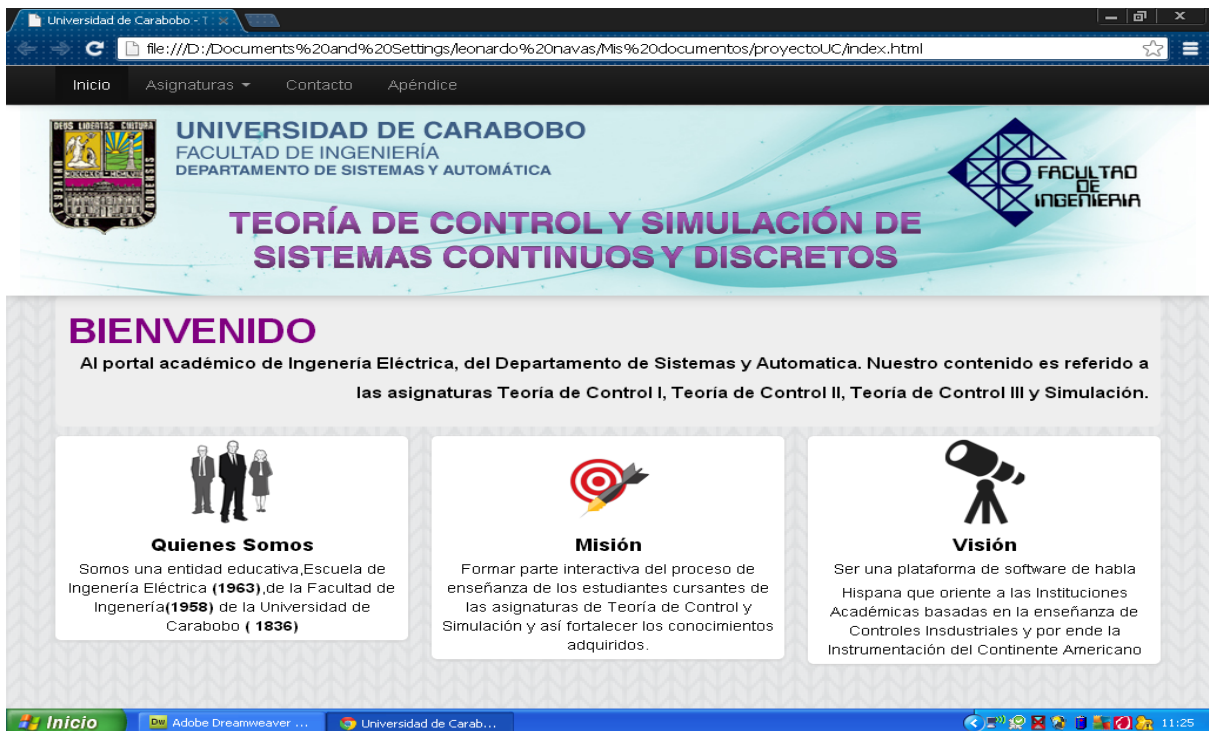 Universidad de Carabobo - T
file:///D:/Documents%20and%20Settings/leonardo%20navas/Mis%20documentos/proyectoUC/index.html
Inicio Asignaturas Contacto Apéndice
DEUS LIBERTAS CULTURA
UNIVERSIDAD DE CARABOBO
FACULTAD DE INGENIERÍA
DEPARTAMENTO DE SISTEMAS Y AUTOMÁTICA
FACULTAD
DE
INGENIERIA
TEORÍA DE CONTROL Y SIMULACIÓN DE
SISTEMAS CONTINUOS Y DISCRETOS
BIENVENIDO
Al portal académico de Ingenería Eléctrica, del Departamento de Sistemas y Automatica. Nuestro contenido es referido a
las asignaturas Teoría de Control I, Teoría de Control II, Teoría de Control III y Simulación.
Quienes Somos
Somos una entidad educativa,Escuela de
Ingenería Eléctrica (1963),de la Facultad de
Ingenería(1958) de la Universidad de
Carabobo ( 1836)
Misión
Formar parte interactiva del proceso de
enseñanza de los estudiantes cursantes de
las asignaturas de Teoría de Control y
Simulación y así fortalecer los conocimientos
adquiridos.
Visión
Ser una plataforma de software de habla
Hispana que oriente a las Instituciones
Académicas basadas en la enseñanza de
Controles Insdustriales y por ende la
Instrumentación del Continente Americano
Inicio
Dw Adobe Dreamweaver ...
Universidad de Carab...
11:25